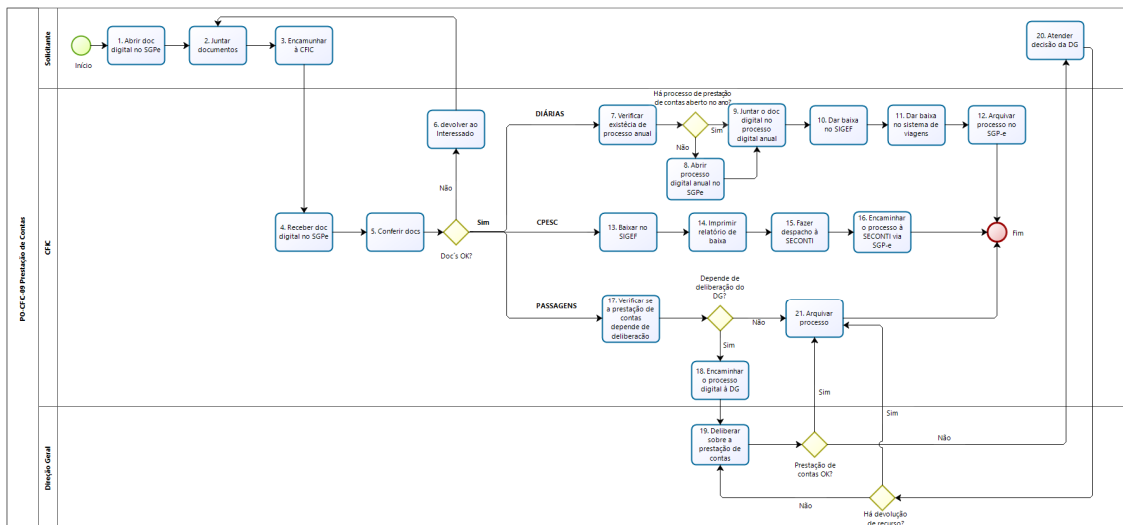 PO-CFIC-09 Prestação de Contas
Solicitante
Início
1. Abrir doc
digital no SGPe
2. Juntar
documentos
3. Encamunhar
à CFIC
20. Atender
decisão da DG
CFIC
6. devolver ao
Interessado
Não
4. Receber doc
digital no SGPe
5. Conferir docs
Doc´s OK?
Sim
DIÁRIAS
7. Verificar
existécia de
processo anual
Há processo de prestação
de contas aberto no ano?
Sim
Não
8. Abrir
processo
digital anual no
SGPe
9. Juntar o doc
digital no
processo
digital anual
10. Dar baixa
no SIGEF
11. Dar baixa
no sistema de
viagens
12. Arquivar
processo no
SGP-e
CPESC
13. Baixar no
SIGEF
14. Imprimir
relatório de
baixa
15. Fazer
despacho à
SECONTI
16. Encaminhar
o processo à
SECONTI via
SGP-e
Fim
PASSAGENS
17. Verificar se
a prestação de
contas
depende de
deliberação
Depende de
deliberação do
DG?
Não
Sim
21. Arquivar
processo
18. Encaminhar
o processo
digital à DG
Sim
Sim
Direção Geral
19. Deliberar
sobre a
prestação de
contas
Prestação de
contas OK?
Não
Não
Há devolução
de recurso?